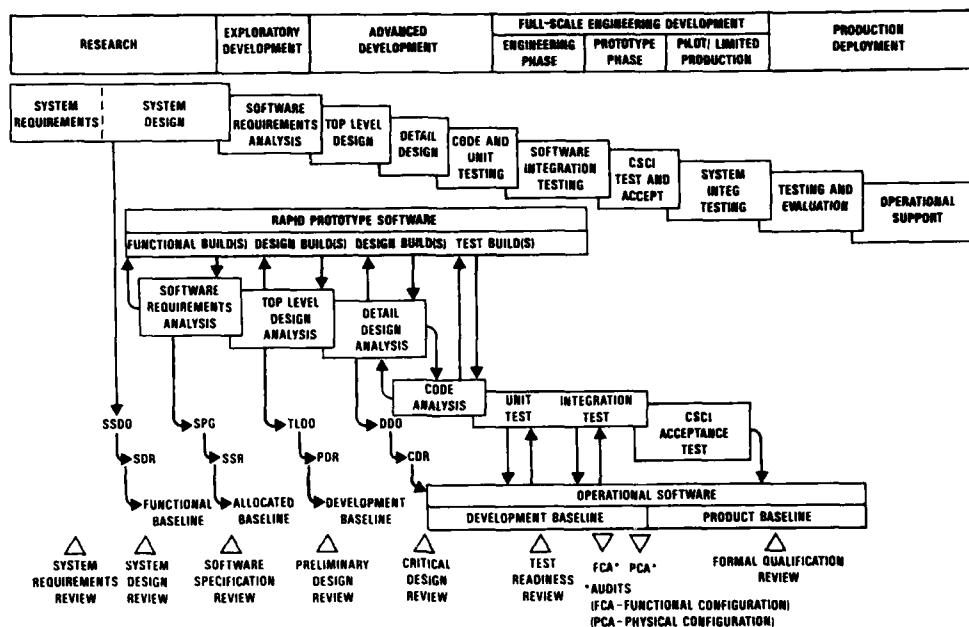 RESEARCH
EXPLORATORY
DEVELOPMENT
ADVANCED
DEVELOPMENT
FULL-SCALE ENGINEERING DEVELOPMENT
ENGINEERING
PHASE
PROTOTYPE
PHASE
PILOT/ LIMITED
PRODUCTION
PRODUCTION
DEPLOYMENT
SYSTEM
REQUIREMENTS
SYSTEM
DESIGN
SOFTWARE
REQUIREMENTS
ANALYSIS
TOP LEVEL
DESIGN
DETAIL
DESIGN
CODE AND
UNIT
TESTING
SOFTWARE
INTEGRATION
TESTING
CSCI
TEST AND
ACCEPT
SYSTEM
INTEG
TESTING
TESTING AND
EVALUATION
OPERATIONAL
SUPPORT
RAPID PROTOTYPE SOFTWARE
FUNCTIONAL BUILD(S) DESIGN BUILD(S) DESIGN BUILD(S) TEST BUILD(S)
SOFTWARE
REQUIREMENTS
ANALYSIS
TOP LEVEL
DESIGN
ANALYSIS
DETAIL
DESIGN
ANALYSIS
CODE
ANALYSIS
UNIT
TEST
INTEGRATION
TEST
CSCI
ACCEPTANCE
TEST
SSDD SPG TLDD DDD
SDR SSR PDR CDR
FUNCTIONAL
BASELINE
ALLOCATED
BASELINE
DEVELOPMENT
BASELINE
OPERATIONAL SOFTWARE
DEVELOPMENT BASELINE PRODUCT BASELINE
SYSTEM
REQUIREMENTS
REVIEW
SYSTEM
DESIGN
REVIEW
SOFTWARE
SPECIFICATION
REVIEW
PRELIMINARY
DESIGN
REVIEW
CRITICAL
DESIGN
REVIEW
TEST
READINESS
REVIEW
FCA* PCA*
*AUDITS
(FCA-FUNCTIONAL CONFIGURATION)
(PCA-PHYSICAL CONFIGURATION)
FORMAL QUALIFICATION
REVIEW